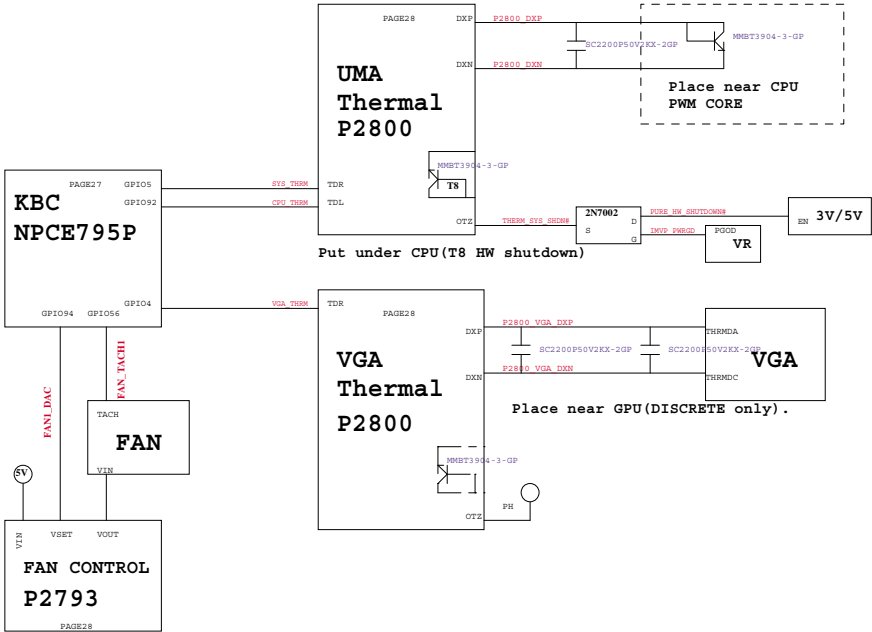 PAGE28
DXP
P2800_DXP
MMBT3904-3-GP
SC2200P50V2KX-2GP
DXN
P2800_DXN
UMA
Thermal
P2800
Place near CPU
PWM CORE
MMBT3904-3-GP
T8
PAGE27
GPIO5
SYS_THRM
TDR
GPIO92
CPU_THRM
TDL
KBC
NPCE795P
OTZ
THERM_SYS_SHDN#
2N7002
S
D
G
PURE_HW_SHUTDOWN#
IMVP_PWRGD
PGOD
VR
EN
3V/5V
Put under CPU(T8 HW shutdown)
GPIO4
VGA_THRM
TDR
GPIO94
GPIO56
PAGE28
DXP
P2800_VGA_DXP
THRMDA
SC2200P50V2KX-2GP
SC2200P50V2KX-2GP
VGA
Thermal
P2800
VGA
DXN
P2800_VGA_DXN
THRMDC
Place near GPU(DISCRETE only).
FAN1_DAC
FAN_TACH1
TACH
FAN
VIN
MMBT3904-3-GP
5V
PH
OTZ
VIN
VSET
VOUT
FAN CONTROL
P2793
PAGE28